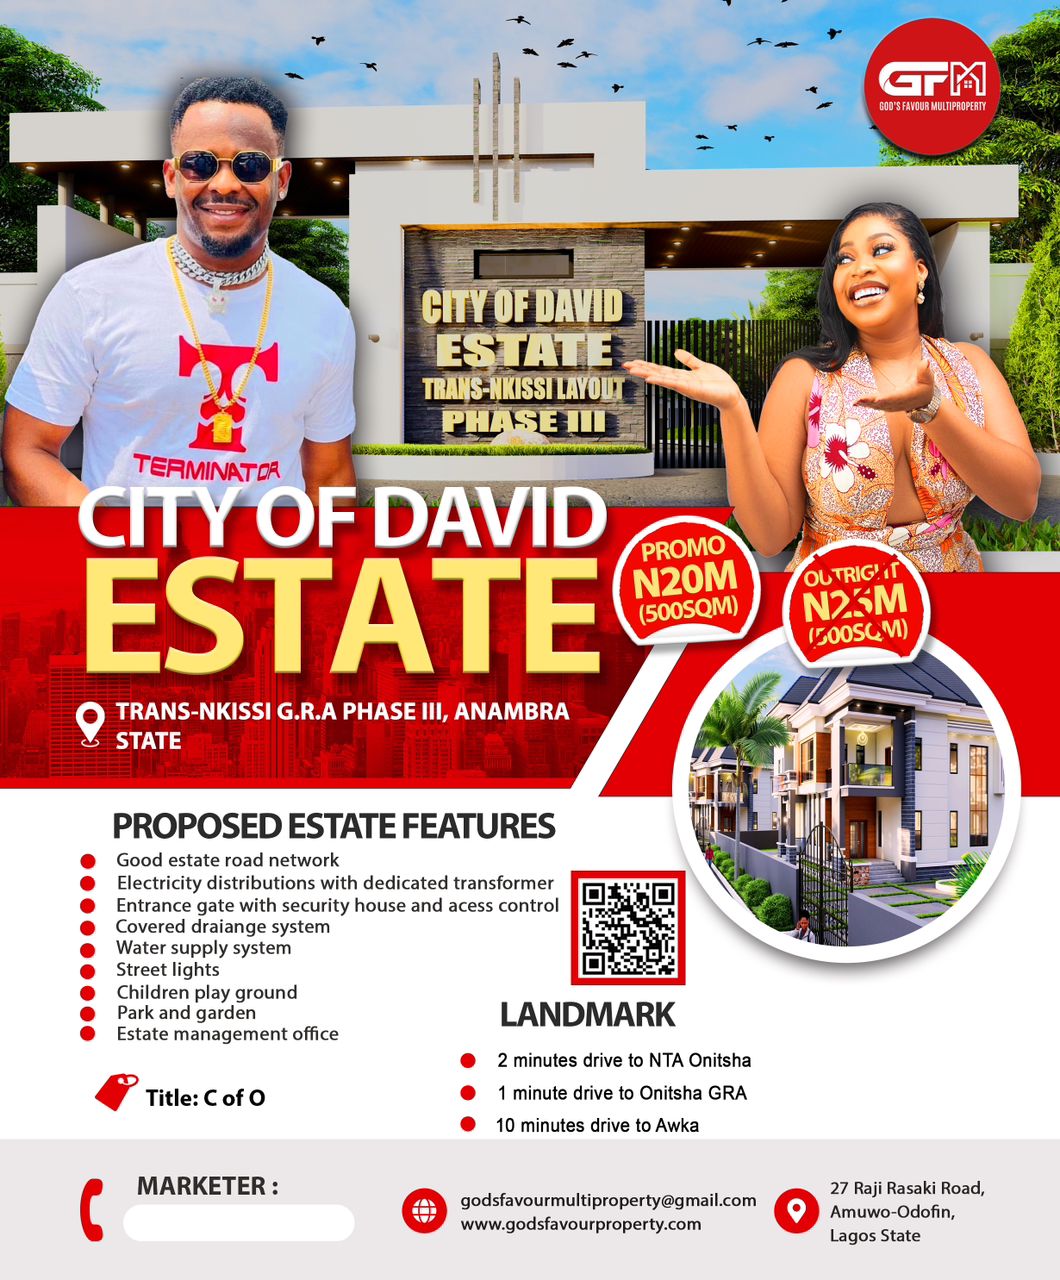 GFM
GOD'S FAVOUR MULTIPROPERTY
CITY OF DAVID
ESTATE
TRANS-NKISSI LAYOUT
PHASE III
TERMINATOR
CITY OF DAVID
ESTATE
PROMO
N20M
(500SQM)
OUTRIGHT
N25M
(500SQM)
TRANS-NKISSI G.R.A PHASE III, ANAMBRA
STATE
PROPOSED ESTATE FEATURES
Good estate road network
Electricity distributions with dedicated transformer
Entrance gate with security house and acess control
Covered draiange system
Water supply system
Street lights
Children play ground
Park and garden
Estate management office
Title: C of O
LANDMARK
2 minutes drive to NTA Onitsha
1 minute drive to Onitsha GRA
10 minutes drive to Awka
MARKETER :
godsfavourmultiproperty@gmail.com
www.godsfavourproperty.com
27 Raji Rasaki Road,
Amuwo-Odofin,
Lagos State